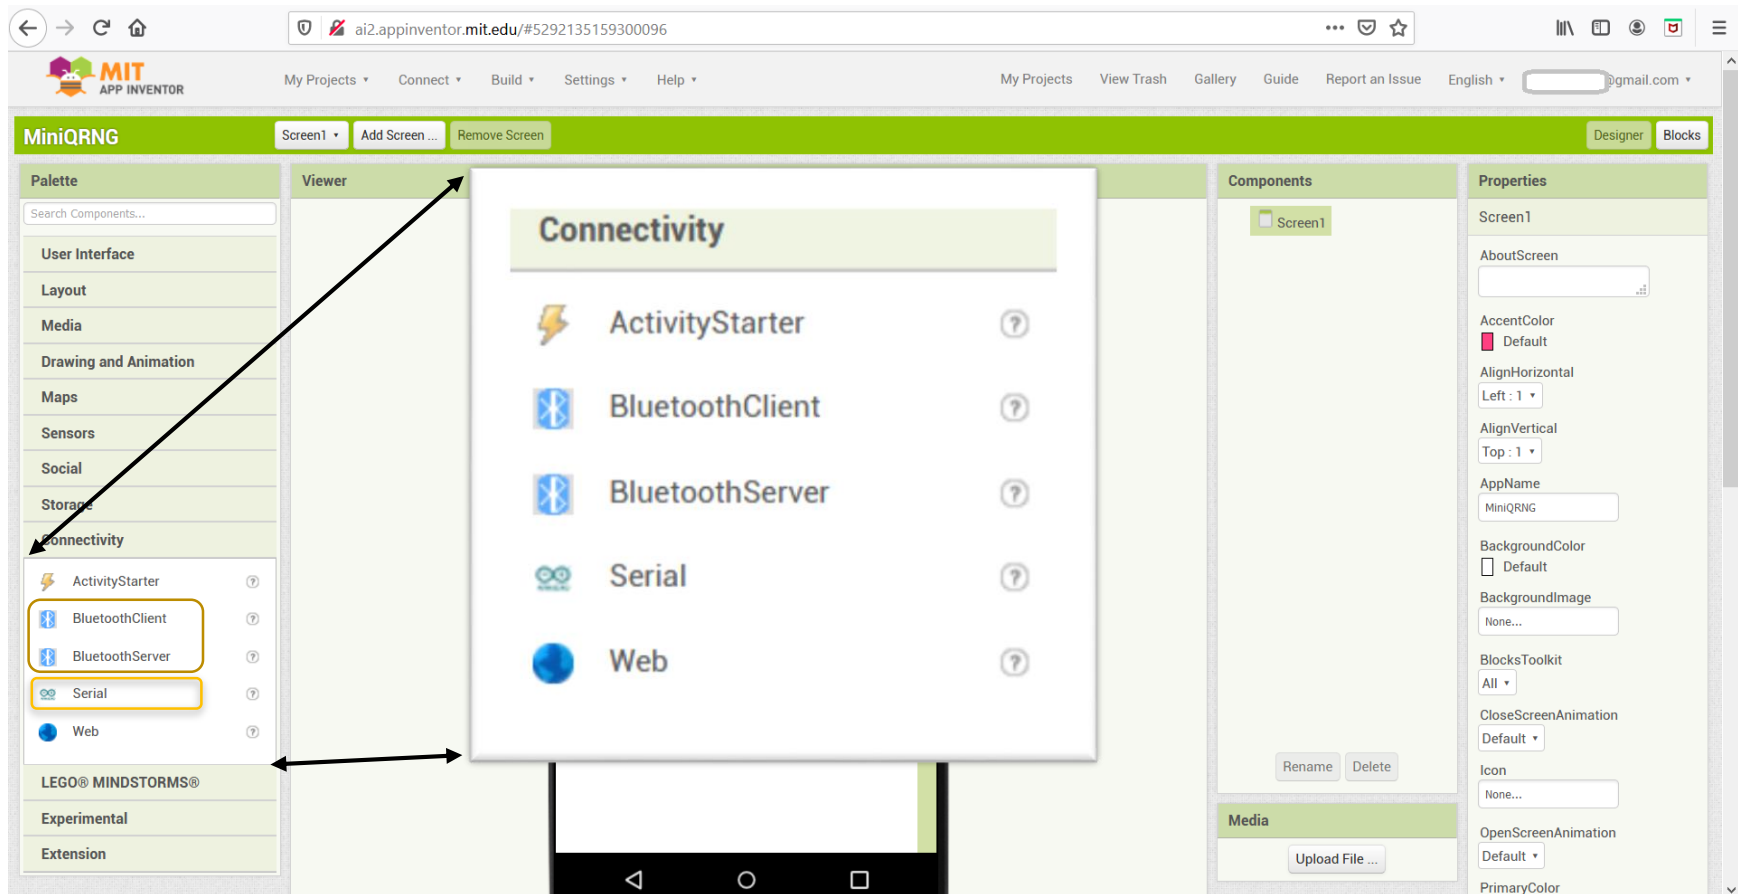 ai2.appinventor.mit.edu/#5292135159300096
MIT
APP INVENTOR
My Projects Connect Build Settings Help
My Projects View Trash Gallery Guide Report an Issue English @gmail.com
MiniQRNG
Screen1 Add Screen ... Remove Screen
Designer Blocks
Palette
Search Components...
User Interface
Layout
Media
Drawing and Animation
Maps
Sensors
Social
Storage
Connectivity
ActivityStarter ?
BluetoothClient ?
BluetoothServer ?
Serial ?
Web ?
LEGO® MINDSTORMS®
Experimental
Extension
Viewer
Connectivity
ActivityStarter ?
BluetoothClient ?
BluetoothServer ?
Serial ?
Web ?
Components
Screen1
Rename Delete
Media
Upload File ...
Properties
Screen1
AboutScreen
AccentColor
Default
AlignHorizontal
Left : 1
AlignVertical
Top : 1
AppName
MiniQRNG
BackgroundColor
Default
BackgroundImage
None...
BlocksToolkit
All
CloseScreenAnimation
Default
Icon
None...
OpenScreenAnimation
Default
PrimaryColor